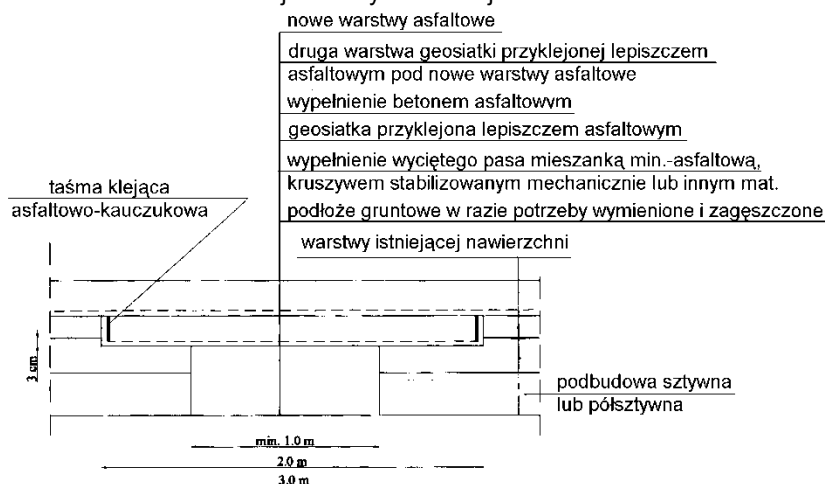 nowe warstwy asfaltowe
druga warstwa geosiatki przyklejonej lepiszczem
asfaltowym pod nowe warstwy asfaltowe
wypełnienie betonem asfaltowym
geosiatka przyklejona lepiszczem asfaltowym
wypełnienie wyciętego pasa mieszanką min.-asfaltową,
kruszywem stabilizowanym mechanicznie lub innym mat.
podłoże gruntowe w razie potrzeby wymienione i zagęszczone
warstwy istniejącej nawierzchni
taśma klejąca
asfaltowo-kauczukowa
3 cm
podbudowa sztywna
lub półsztywna
min. 1.0 m
2.0 m
3.0 m